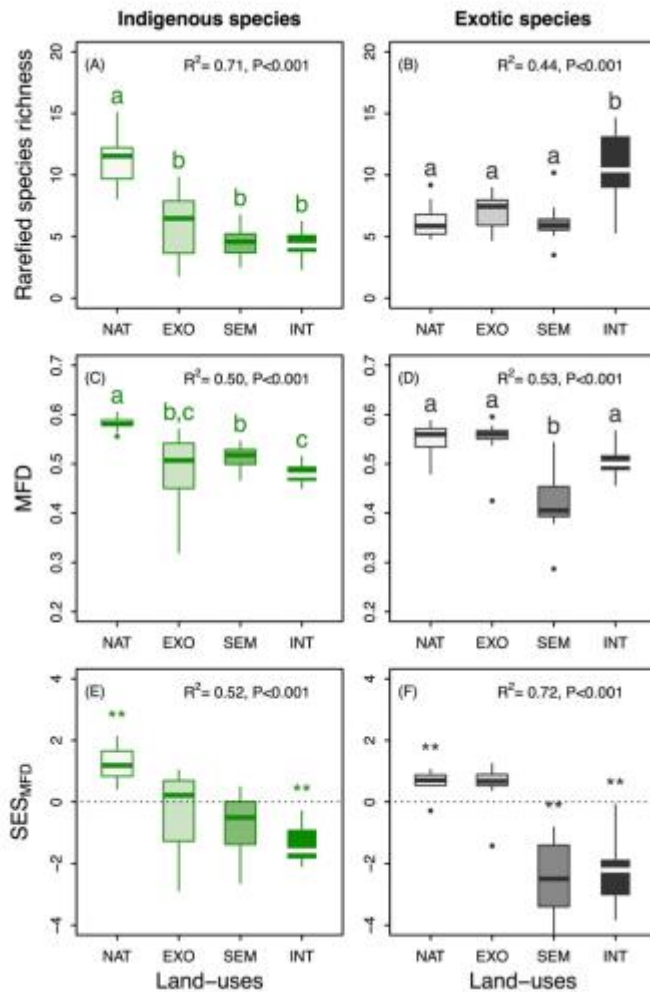 Indigenous species Exotic species
(A) R²= 0.71, P<0.001
a b b b
Rarefied species richness
20
15
10
5
0
NAT EXO SEM INT
(B) R²= 0.44, P<0.001
a a a b
20
15
10
5
0
NAT EXO SEM INT
(C) R²= 0.50, P<0.001
a b,c b c
MFD
0.7
0.6
0.5
0.4
0.3
0.2
NAT EXO SEM INT
(D) R²= 0.53, P<0.001
a a b a
0.7
0.6
0.5
0.4
0.3
0.2
NAT EXO SEM INT
(E) R²= 0.52, P<0.001
** **
SES_MFD
4
2
0
-2
-4
NAT EXO SEM INT
Land-uses
(F) R²= 0.72, P<0.001
** ** **
4
2
0
-2
-4
NAT EXO SEM INT
Land-uses